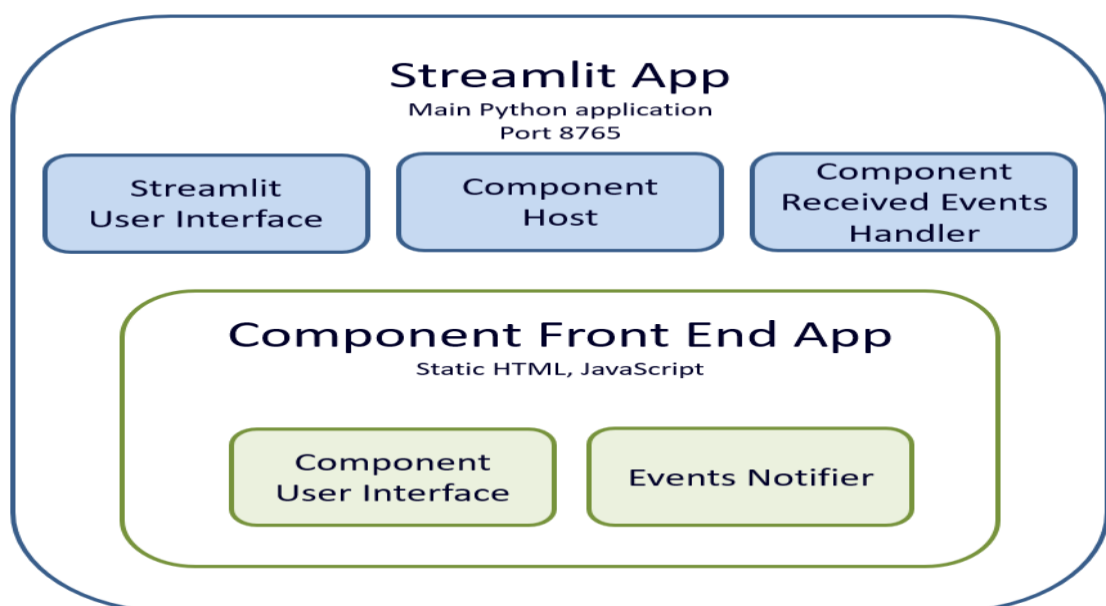 Streamlit App
Main Python application
Port 8765
Streamlit
User Interface
Component
Host
Component
Received Events
Handler
Component Front End App
Static HTML, JavaScript
Component
User Interface
Events Notifier